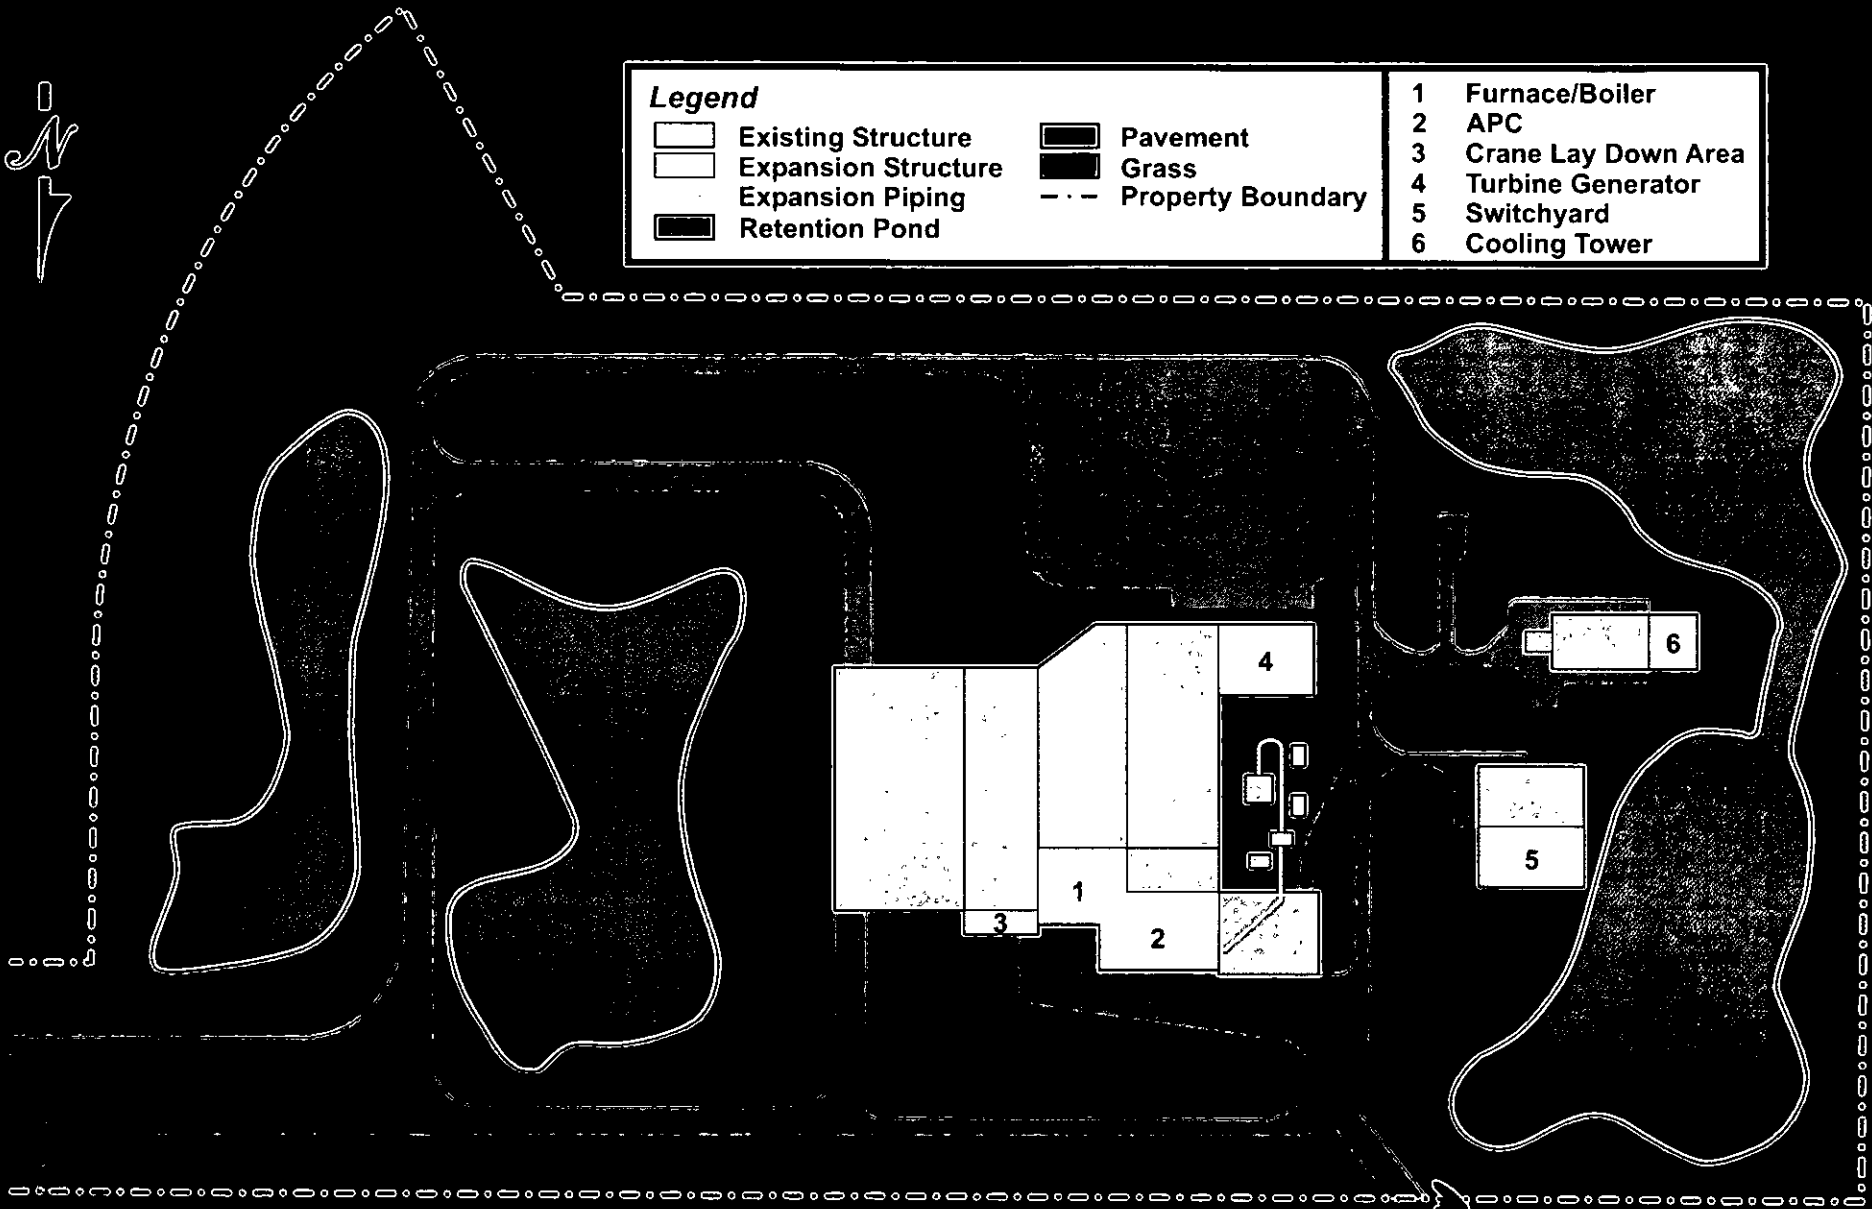 N
Legend
Existing Structure
Expansion Structure
Expansion Piping
Retention Pond
Pavement
Grass
Property Boundary
1 Furnace/Boiler
2 APC
3 Crane Lay Down Area
4 Turbine Generator
5 Switchyard
6 Cooling Tower
4
6
5
1
3
2